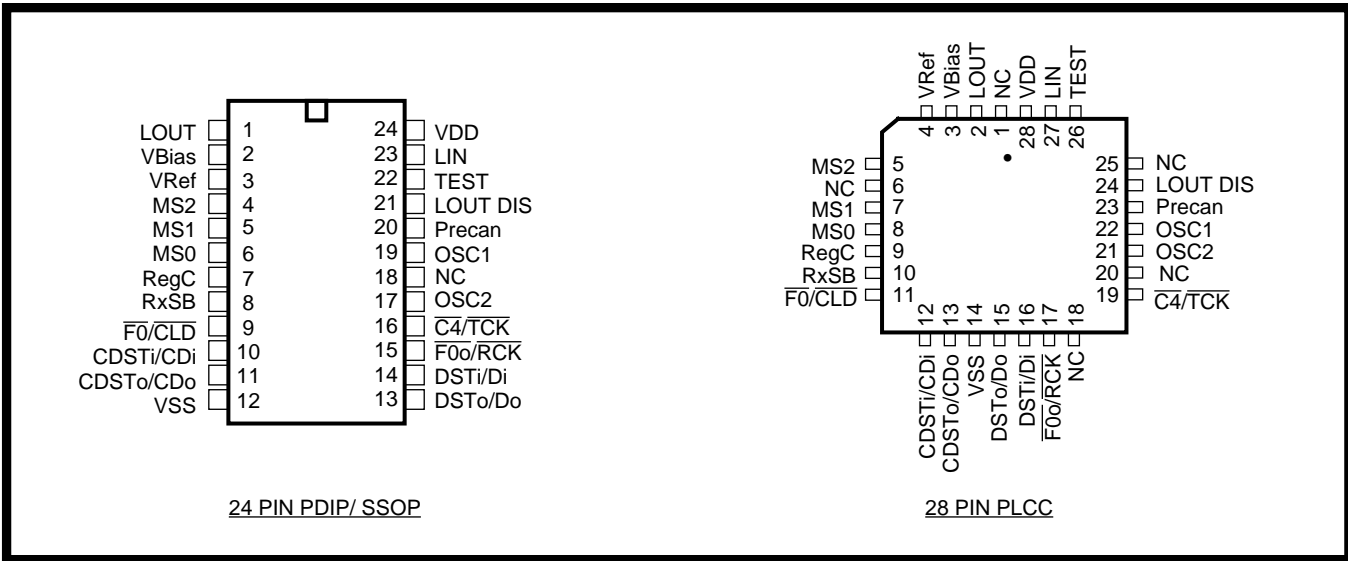 LOUT 1 24 VDD
VBias 2 23 LIN
VRef 3 22 TEST
MS2 4 21 LOUT DIS
MS1 5 20 Precan
MS0 6 19 OSC1
RegC 7 18 NC
RxSB 8 17 OSC2
F0/CLD 9 16 C4/TCK
CDSTi/CDi 10 15 F0o/RCK
CDSTo/CDo 11 14 DSTi/Di
VSS 12 13 DSTo/Do
24 PIN PDIP/ SSOP
VRef VBias LOUT NC VDD LIN TEST
4 3 2 1 28 27 26
MS2 5 25 NC
NC 6 24 LOUT DIS
MS1 7 23 Precan
MS0 8 22 OSC1
RegC 9 21 OSC2
RxSB 10 20 NC
F0/CLD 11 19 C4/TCK
12 13 14 15 16 17 18
CDSTi/CDi CDSTo/CDo VSS DSTo/Do DSTi/Di F0o/RCK NC
28 PIN PLCC